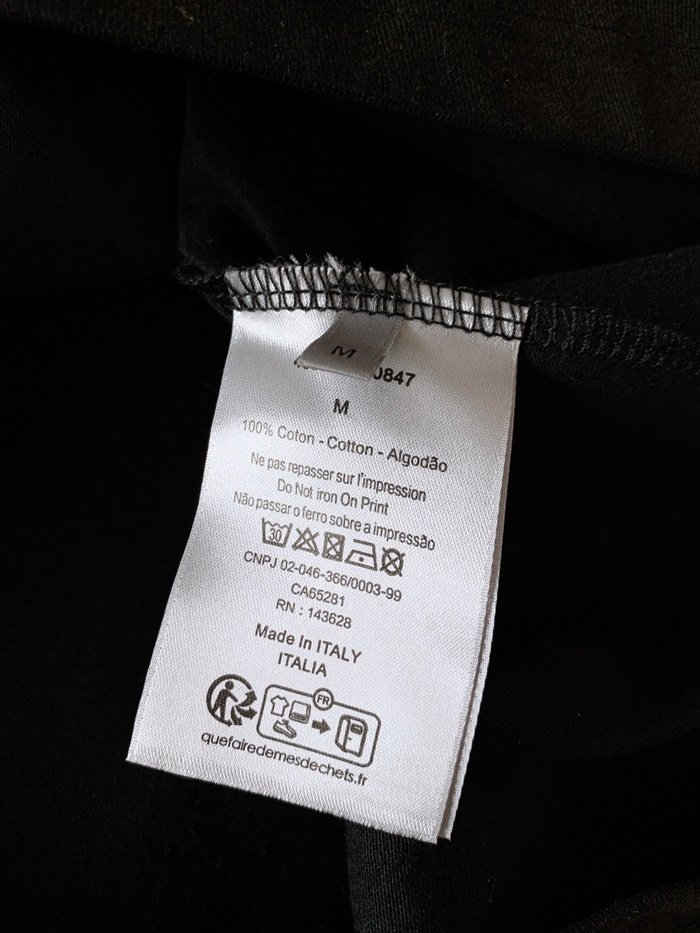 M
0847
M
100% Coton - Cotton - Algodão
Ne pas repasser sur l'impression
Do Not iron On Print
Não passar o ferro sobre a impressão
30
CNPJ 02-046-366/0003-99
CA65281
RN : 143628
Made In ITALY
ITALIA
FR
quefairedemesdechets.fr